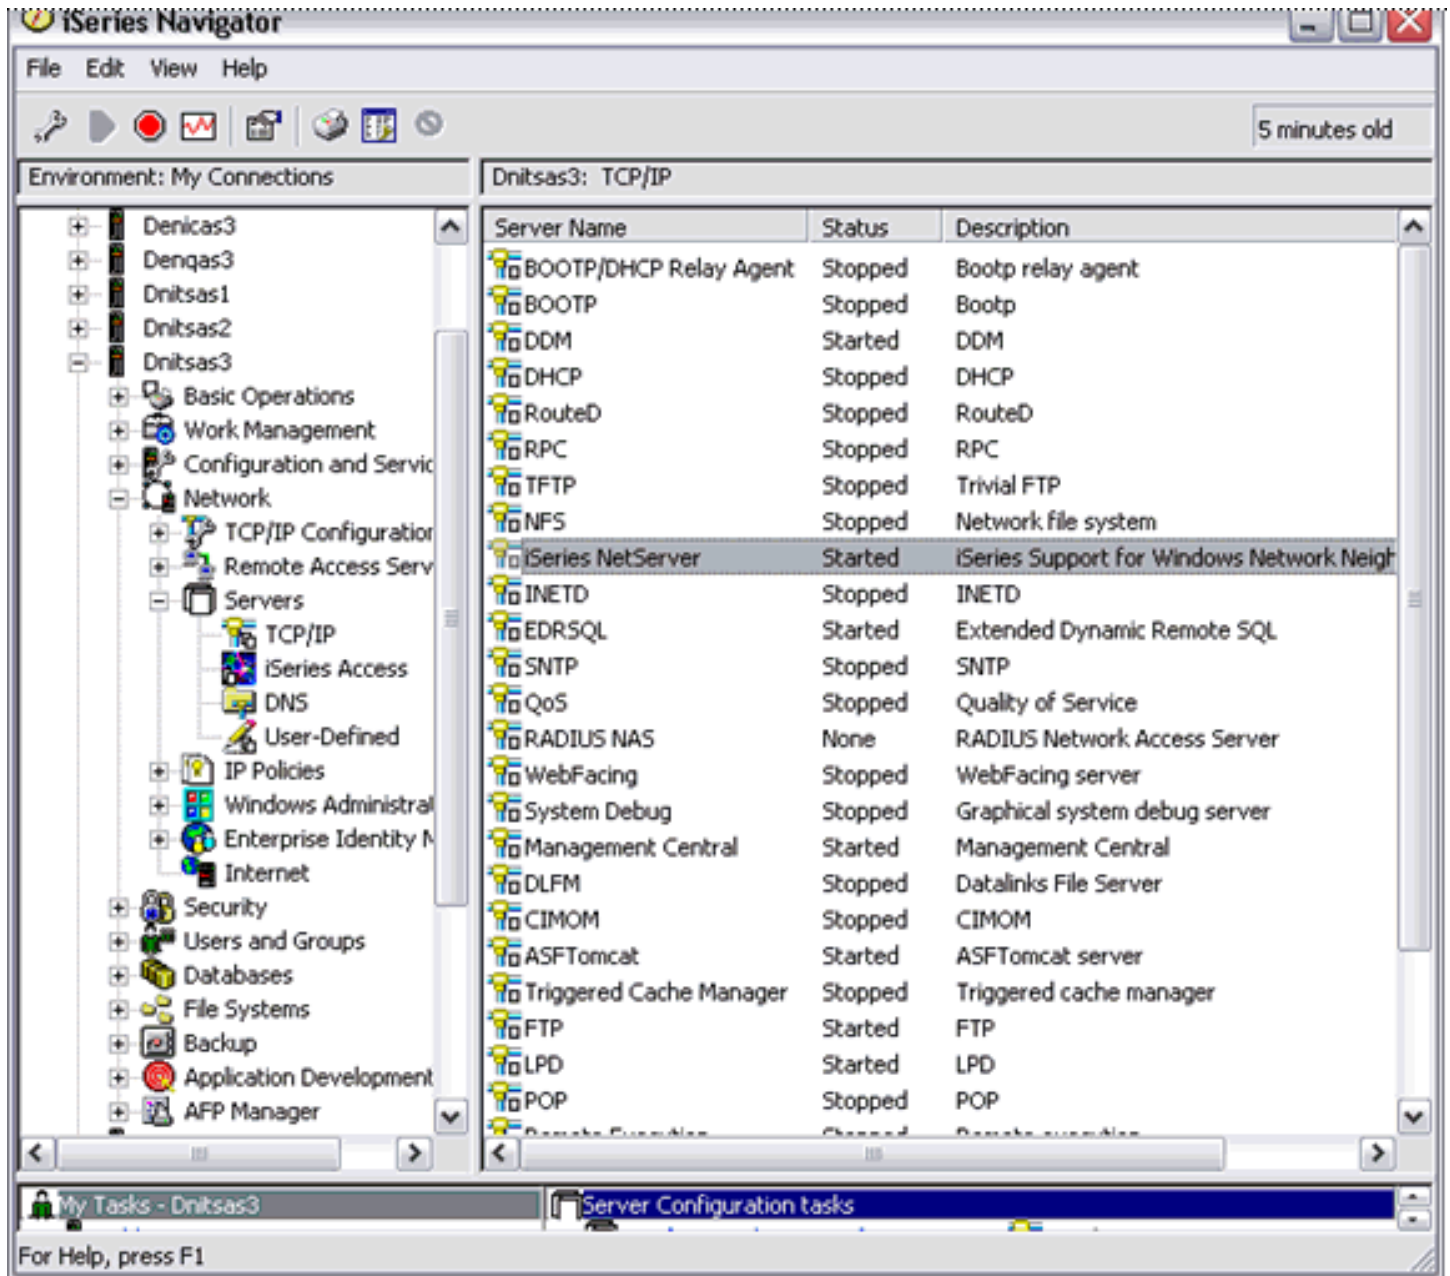 iSeries Navigator
File Edit View Help
5 minutes old
Environment: My Connections
Dnitsas3: TCP/IP
Denicas3
Denqas3
Dnitsas1
Dnitsas2
Dnitsas3
Basic Operations
Work Management
Configuration and Servic
Network
TCP/IP Configuration
Remote Access Serv
Servers
TCP/IP
iSeries Access
DNS
User-Defined
IP Policies
Windows Administrat
Enterprise Identity M
Internet
Security
Users and Groups
Databases
File Systems
Backup
Application Development
AFP Manager
Server Name Status Description
BOOTP/DHCP Relay Agent Stopped Bootp relay agent
BOOTP Stopped Bootp
DDM Started DDM
DHCP Stopped DHCP
RouteD Stopped RouteD
RPC Stopped RPC
TFTP Stopped Trivial FTP
NFS Stopped Network file system
iSeries NetServer Started iSeries Support for Windows Network Neigh
INETD Stopped INETD
EDRSQL Started Extended Dynamic Remote SQL
SNTP Stopped SNTP
QoS Stopped Quality of Service
RADIUS NAS None RADIUS Network Access Server
WebFacing Stopped WebFacing server
System Debug Stopped Graphical system debug server
Management Central Started Management Central
DLFM Stopped Datalinks File Server
CIMOM Stopped CIMOM
ASFTomcat Started ASFTomcat server
Triggered Cache Manager Stopped Triggered cache manager
FTP Started FTP
LPD Started LPD
POP Stopped POP
Remote Execution Stopped Remote execution
My Tasks - Dnitsas3
Server Configuration tasks
For Help, press F1